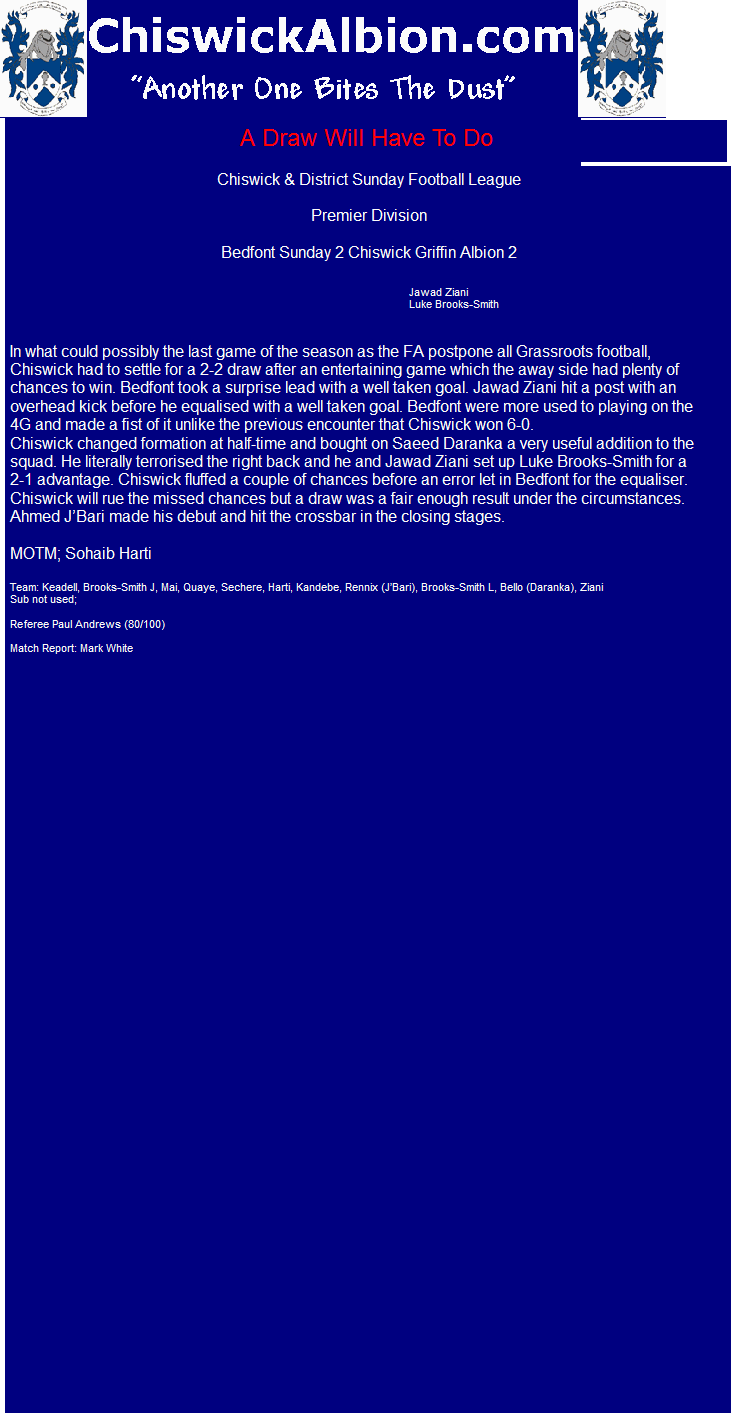 ChiswickAlbion.com
"Another One Bites The Dust"
A Draw Will Have To Do
Chiswick & District Sunday Football League
Premier Division
Bedfont Sunday 2 Chiswick Griffin Albion 2
Jawad Ziani
Luke Brooks-Smith
In what could possibly the last game of the season as the FA postpone all Grassroots football,
Chiswick had to settle for a 2-2 draw after an entertaining game which the away side had plenty of
chances to win. Bedfont took a surprise lead with a well taken goal. Jawad Ziani hit a post with an
overhead kick before he equalised with a well taken goal. Bedfont were more used to playing on the
4G and made a fist of it unlike the previous encounter that Chiswick won 6-0.
Chiswick changed formation at half-time and bought on Saeed Daranka a very useful addition to the
squad. He literally terrorised the right back and he and Jawad Ziani set up Luke Brooks-Smith for a
2-1 advantage. Chiswick fluffed a couple of chances before an error let in Bedfont for the equaliser.
Chiswick will rue the missed chances but a draw was a fair enough result under the circumstances.
Ahmed J’Bari made his debut and hit the crossbar in the closing stages.
MOTM; Sohaib Harti
Team: Keadell, Brooks-Smith J, Mai, Quaye, Sechere, Harti, Kandebe, Rennix (J'Bari), Brooks-Smith L, Bello (Daranka), Ziani
Sub not used;
Referee Paul Andrews (80/100)
Match Report: Mark White